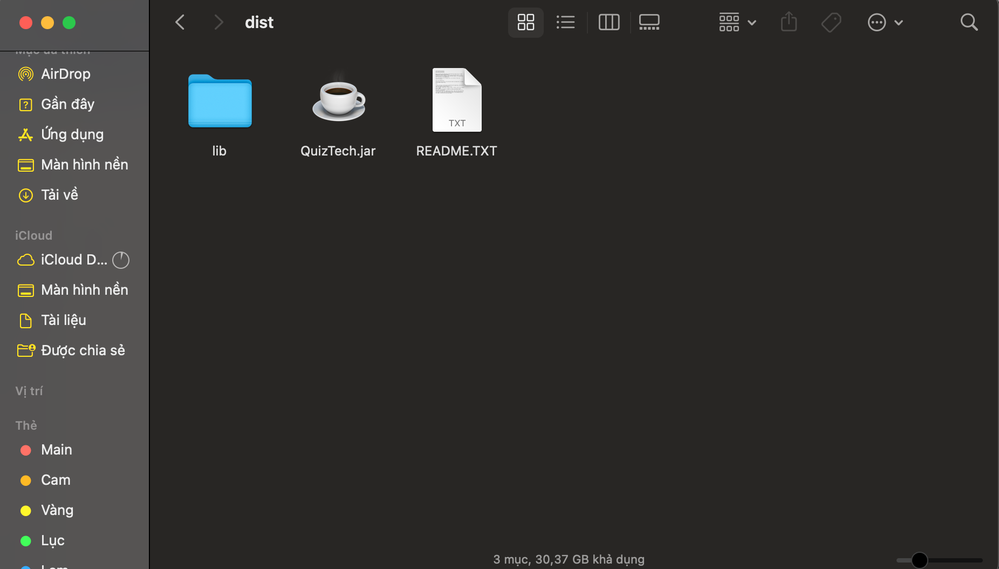 dist
AirDrop
Gần đây
Ứng dụng
Màn hình nền
Tải về
iCloud
iCloud D...
Màn hình nền
Tài liệu
Được chia sẻ
Vị trí
Thẻ
Main
Cam
Vàng
Lục
lib
QuizTech.jar
TXT
README.TXT
3 mục, 30,37 GB khả dụng